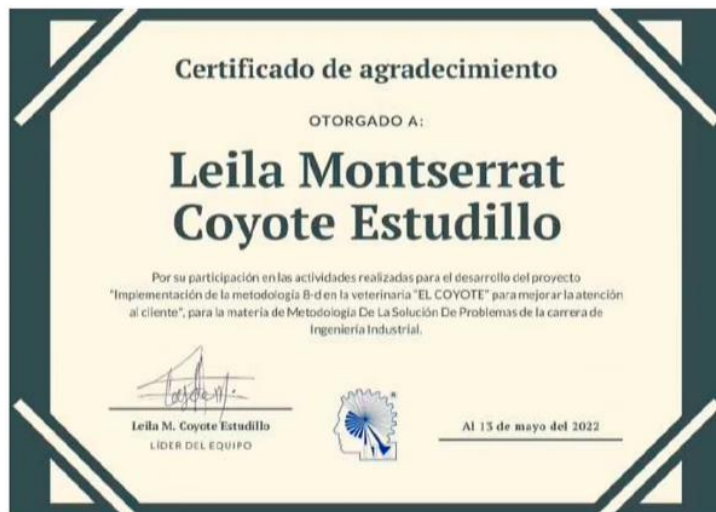 Certificado de agradecimiento
OTORGADO A:
Leila Montserrat
Coyote Estudillo
Por su participación en las actividades realizadas para el desarrollo del proyecto
"Implementación de la metodología 8-d en la veterinaria "EL COYOTE" para mejorar la atención
al cliente", para la materia de Metodología De La Solución De Problemas de la carrera de
Ingeniería Industrial.
Leila M. Coyote Estudillo
LÍDER DEL EQUIPO
Al 13 de mayo del 2022